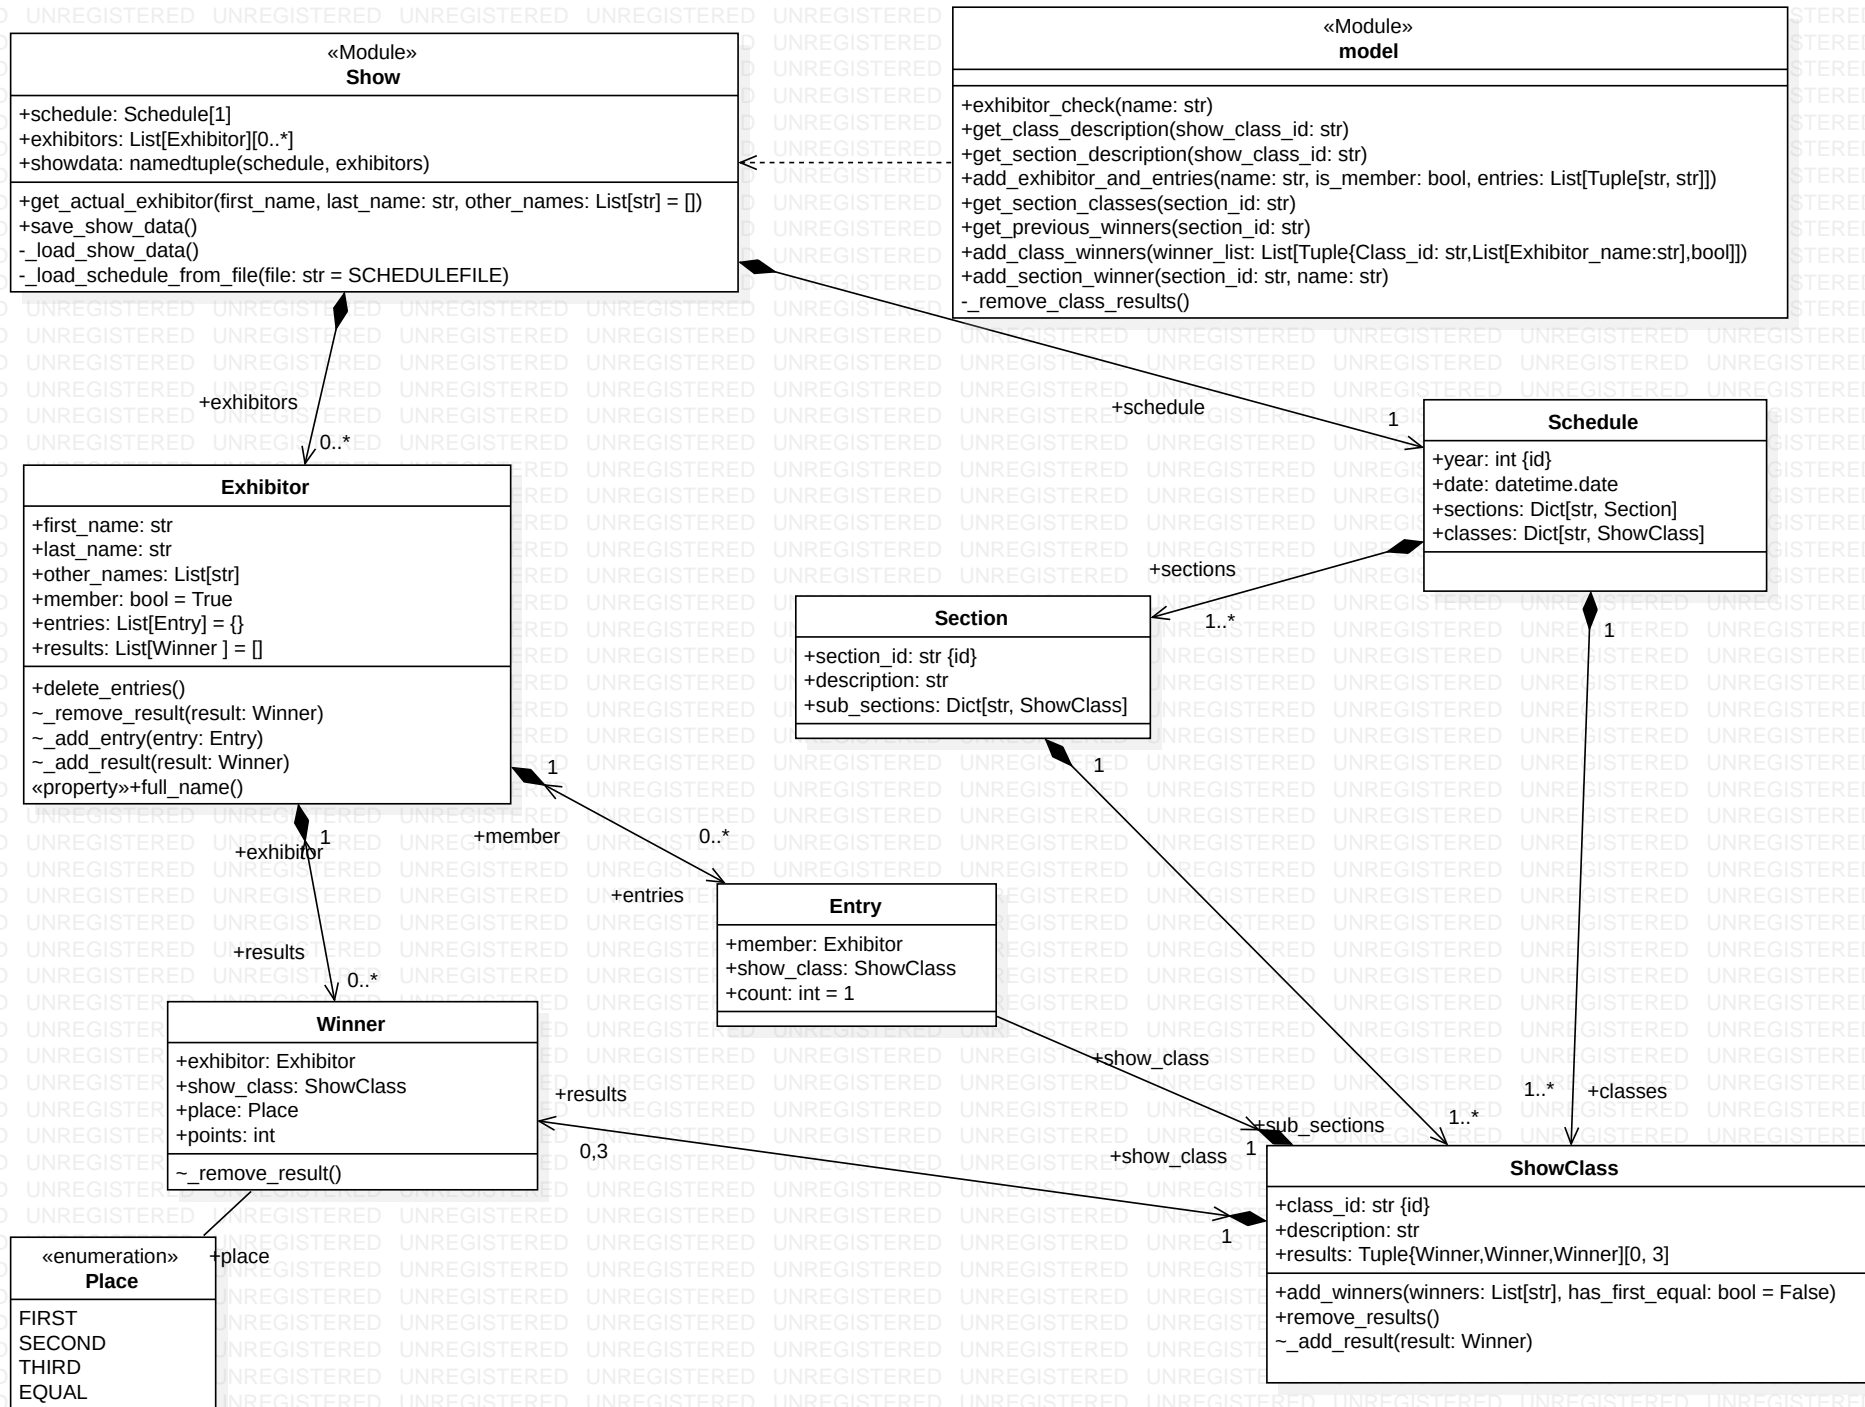 «Module»
Show
+schedule: Schedule[1]
+exhibitors: List[Exhibitor][0..*]
+showdata: namedtuple(schedule, exhibitors)
+get_actual_exhibitor(first_name, last_name: str, other_names: List[str] = [])
+save_show_data()
-_load_show_data()
-_load_schedule_from_file(file: str = SCHEDULEFILE)
«Module»
model
+exhibitor_check(name: str)
+get_class_description(show_class_id: str)
+get_section_description(show_class_id: str)
+add_exhibitor_and_entries(name: str, is_member: bool, entries: List[Tuple[str, str]])
+get_section_classes(section_id: str)
+get_previous_winners(section_id: str)
+add_class_winners(winner_list: List[Tuple{Class_id: str,List[Exhibitor_name:str],bool]])
+add_section_winner(section_id: str, name: str)
-_remove_class_results()
+exhibitors
0..*
+schedule
1
Schedule
+year: int {id}
+date: datetime.date
+sections: Dict[str, Section]
+classes: Dict[str, ShowClass]
Exhibitor
+first_name: str
+last_name: str
+other_names: List[str]
+member: bool = True
+entries: List[Entry] = {}
+results: List[Winner ] = []
+delete_entries()
~_remove_result(result: Winner)
~_add_entry(entry: Entry)
~_add_result(result: Winner)
«property»+full_name()
+sections
1..*
1
Section
+section_id: str {id}
+description: str
+sub_sections: Dict[str, ShowClass]
1
1
+member
0..*
+entries
1
+exhibitor
+results
0..*
Entry
+member: Exhibitor
+show_class: ShowClass
+count: int = 1
+show_class
1
+sub_sections
1..*
1..*
+classes
Winner
+exhibitor: Exhibitor
+show_class: ShowClass
+place: Place
+points: int
~_remove_result()
+results
0,3
+show_class
1
ShowClass
+class_id: str {id}
+description: str
+results: Tuple{Winner,Winner,Winner][0, 3]
+add_winners(winners: List[str], has_first_equal: bool = False)
+remove_results()
~_add_result(result: Winner)
+place
«enumeration»
Place
FIRST
SECOND
THIRD
EQUAL
UNREGISTERED